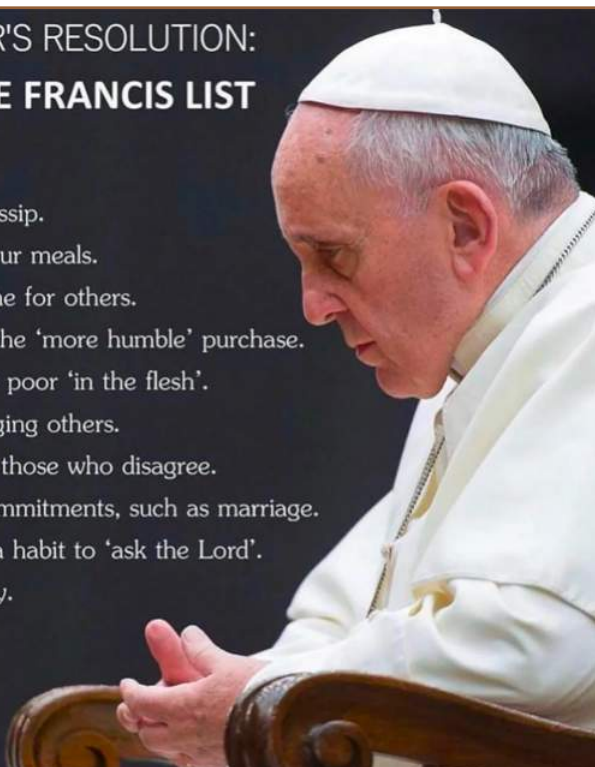 R'S RESOLUTION:
E FRANCIS LIST
ssip.
ur meals.
ne for others.
he ‘more humble’ purchase.
poor ‘in the flesh’.
ging others.
those who disagree.
mmitments, such as marriage.
a habit to ‘ask the Lord’.
y.